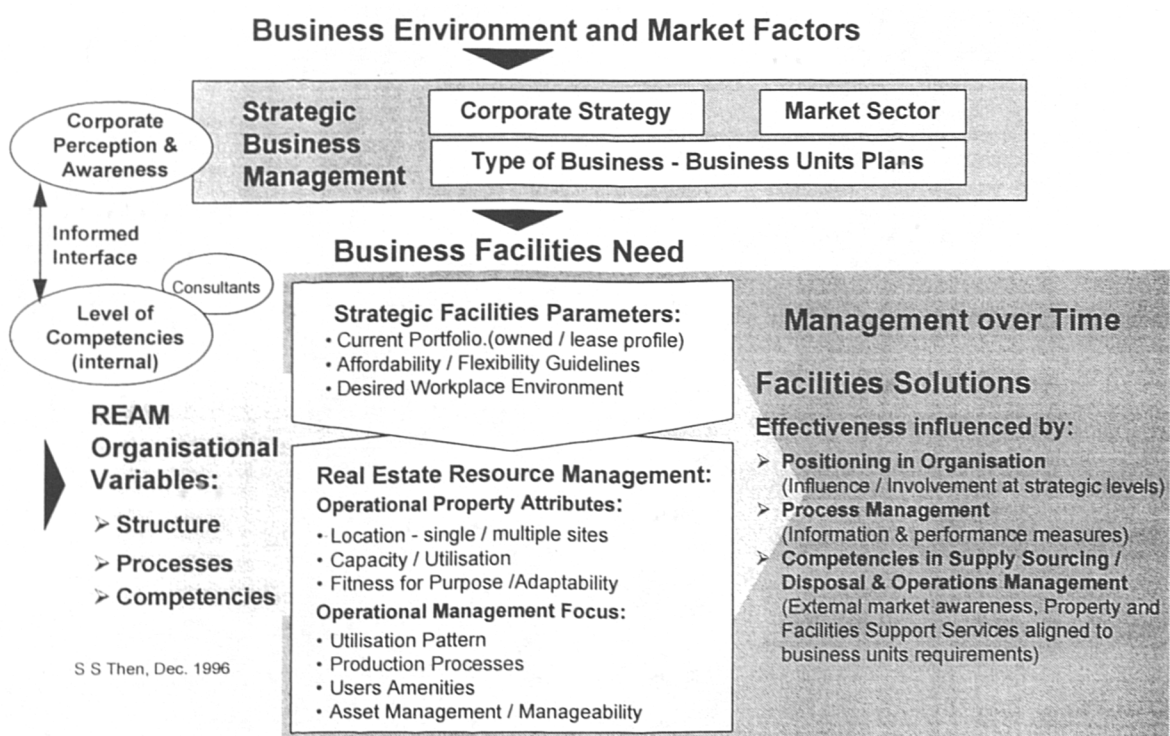 Business Environment and Market Factors
Strategic
Business
Management
Corporate Strategy
Market Sector
Type of Business - Business Units Plans
Corporate
Perception &
Awareness
Informed
Interface
Consultants
Level of
Competencies
(internal)
Business Facilities Need
Strategic Facilities Parameters:
• Current Portfolio.(owned / lease profile)
• Affordability / Flexibility Guidelines
• Desired Workplace Environment
REAM
Organisational
Variables:
➢ Structure
➢ Processes
➢ Competencies
S S Then, Dec. 1996
Real Estate Resource Management:
Operational Property Attributes:
• Location - single / multiple sites
• Capacity / Utilisation
• Fitness for Purpose /Adaptability
Operational Management Focus:
• Utilisation Pattern
• Production Processes
• Users Amenities
• Asset Management / Manageability
Management over Time
Facilities Solutions
Effectiveness influenced by:
➢ Positioning in Organisation
(Influence / Involvement at strategic levels)
➢ Process Management
(Information & performance measures)
➢ Competencies in Supply Sourcing /
Disposal & Operations Management
(External market awareness, Property and
Facilities Support Services aligned to
business units requirements)